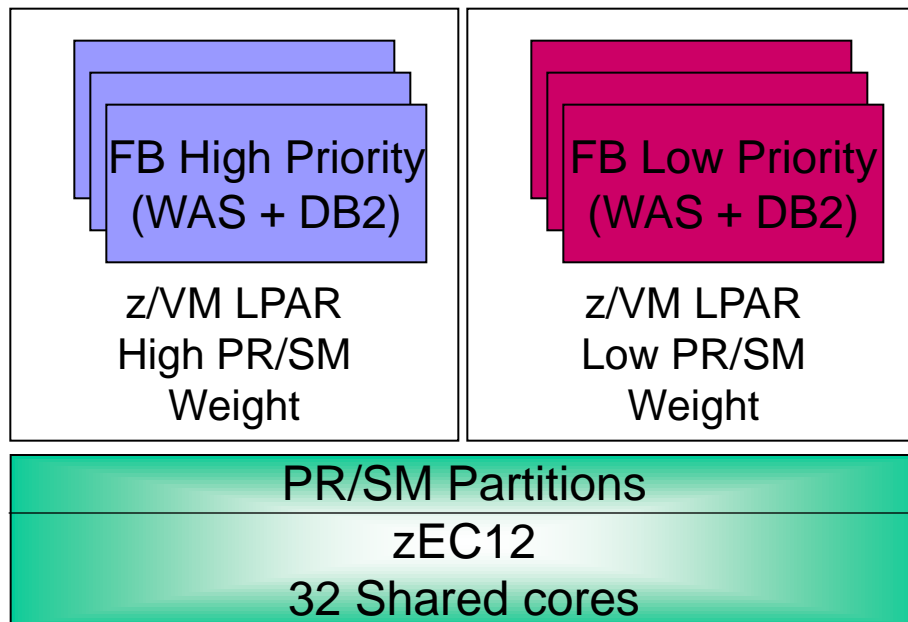 FB High Priority
(WAS + DB2)
z/VM LPAR
High PR/SM
Weight
FB Low Priority
(WAS + DB2)
z/VM LPAR
Low PR/SM
Weight
PR/SM Partitions
zEC12
32 Shared cores